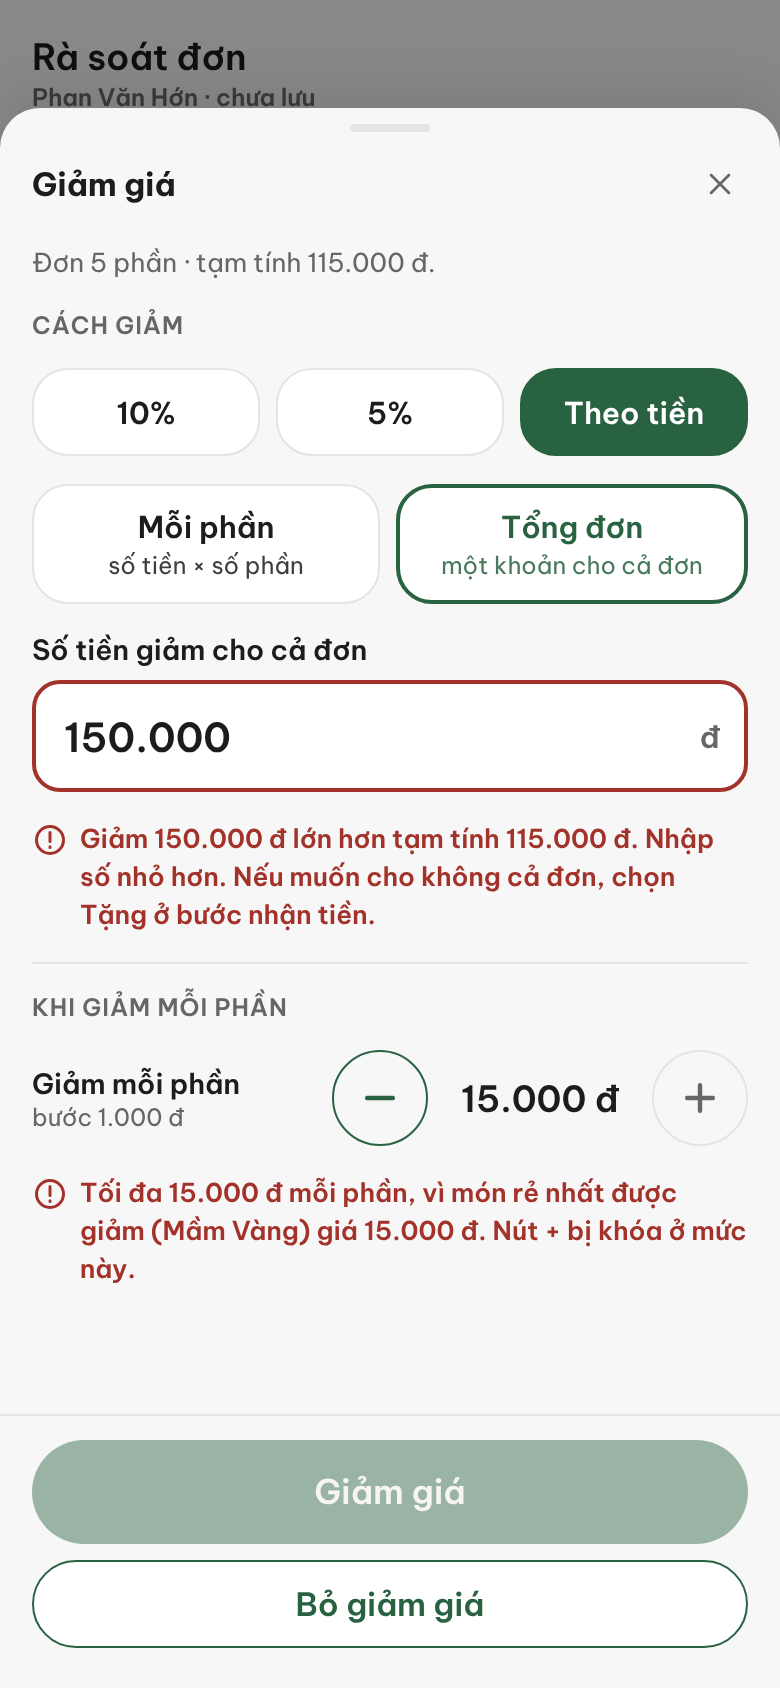 Rà soát đơn
Phan Văn Hớn · chưa lưu
Giảm giá
Đơn 5 phần · tạm tính 115.000 đ.
CÁCH GIẢM
10%
5%
Theo tiền
Mỗi phần
số tiền × số phần
Tổng đơn
một khoản cho cả đơn
Số tiền giảm cho cả đơn
150.000
đ
Giảm 150.000 đ lớn hơn tạm tính 115.000 đ. Nhập
số nhỏ hơn. Nếu muốn cho không cả đơn, chọn
Tặng ở bước nhận tiền.
KHI GIẢM MỖI PHẦN
Giảm mỗi phần
bước 1.000 đ
15.000 đ
Tối đa 15.000 đ mỗi phần, vì món rẻ nhất được
giảm (Mầm Vàng) giá 15.000 đ. Nút + bị khóa ở mức
này.
Giảm giá
Bỏ giảm giá